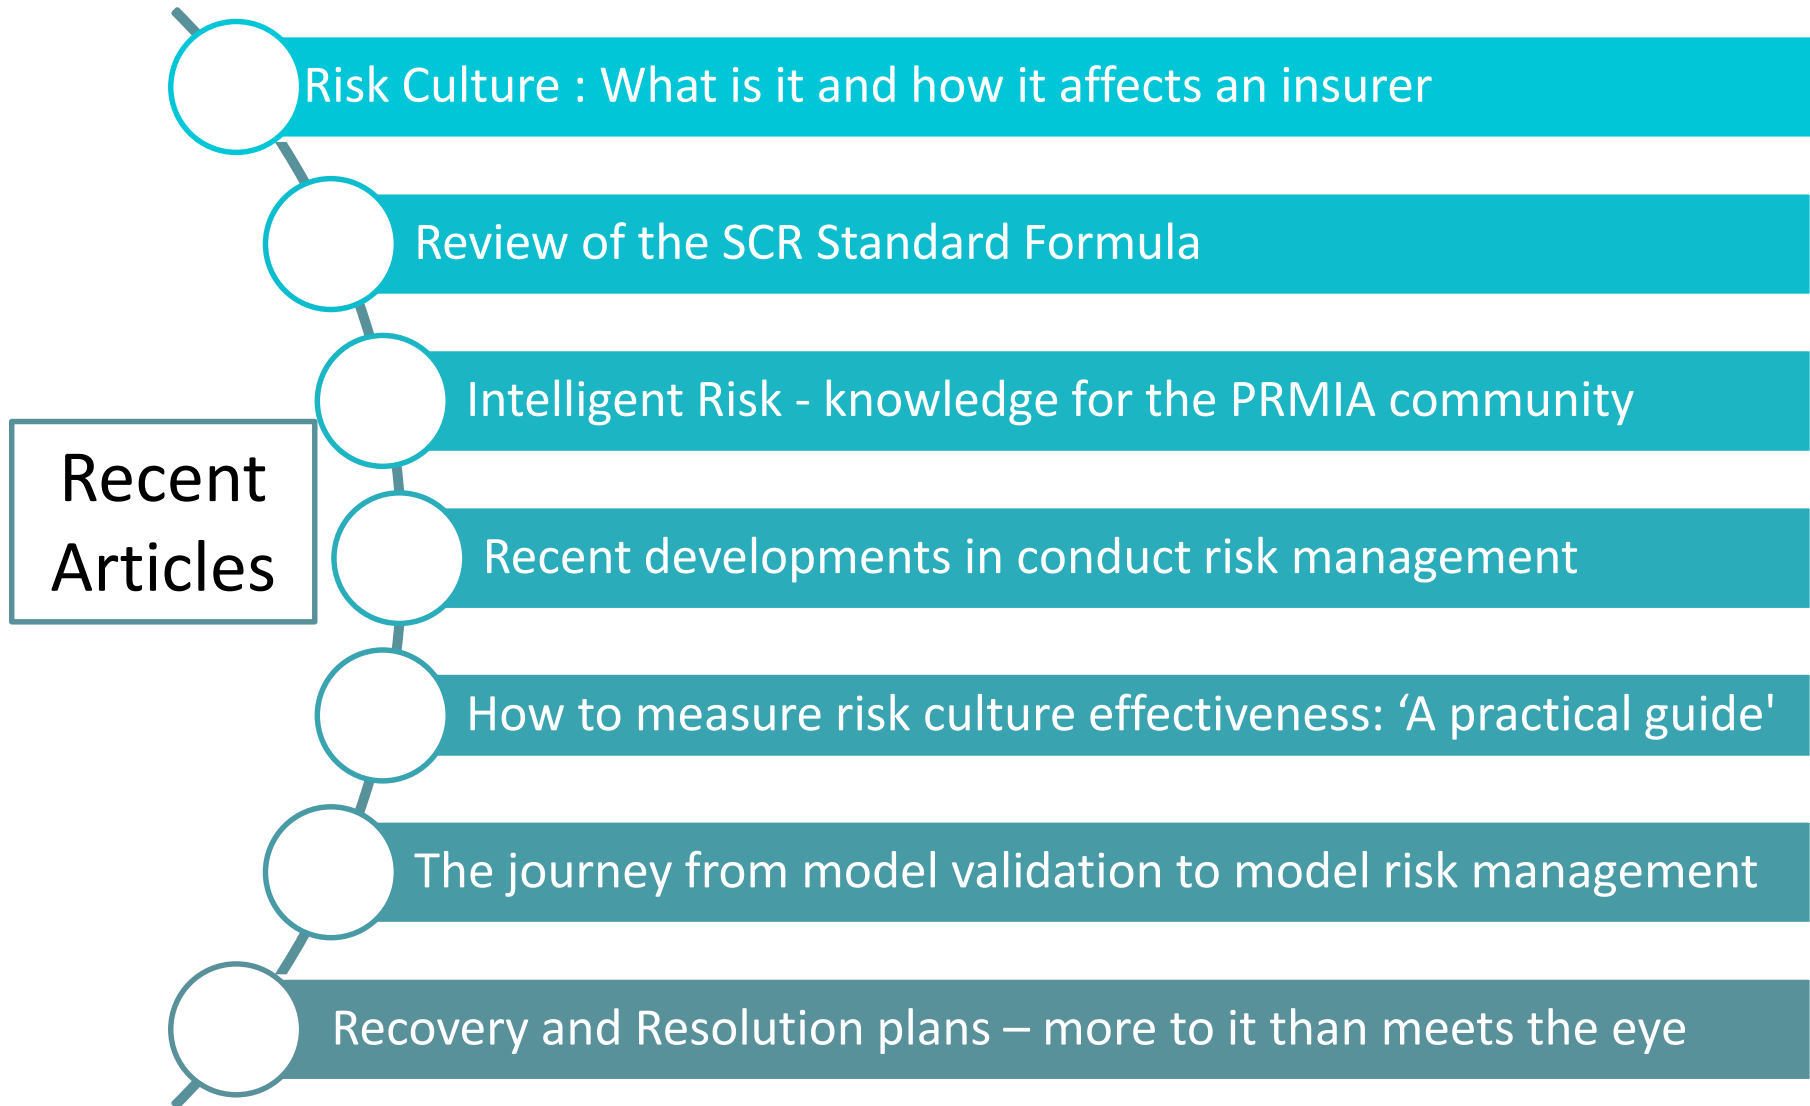 Recent
Articles
Risk Culture : What is it and how it affects an insurer
Review of the SCR Standard Formula
Intelligent Risk - knowledge for the PRMIA community
Recent developments in conduct risk management
How to measure risk culture effectiveness: ‘A practical guide'
The journey from model validation to model risk management
Recovery and Resolution plans – more to it than meets the eye